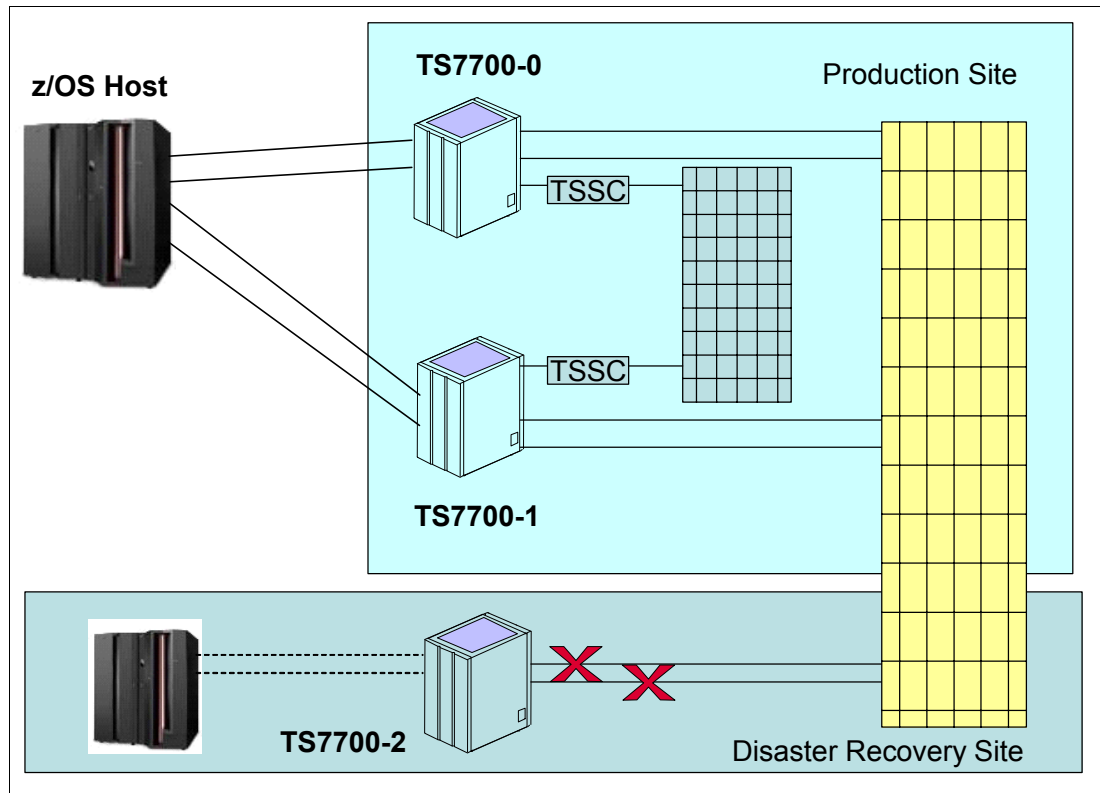 TS7700-0
Production Site
z/OS Host
TSSC
TSSC
TS7700-1
TS7700-2
Disaster Recovery Site